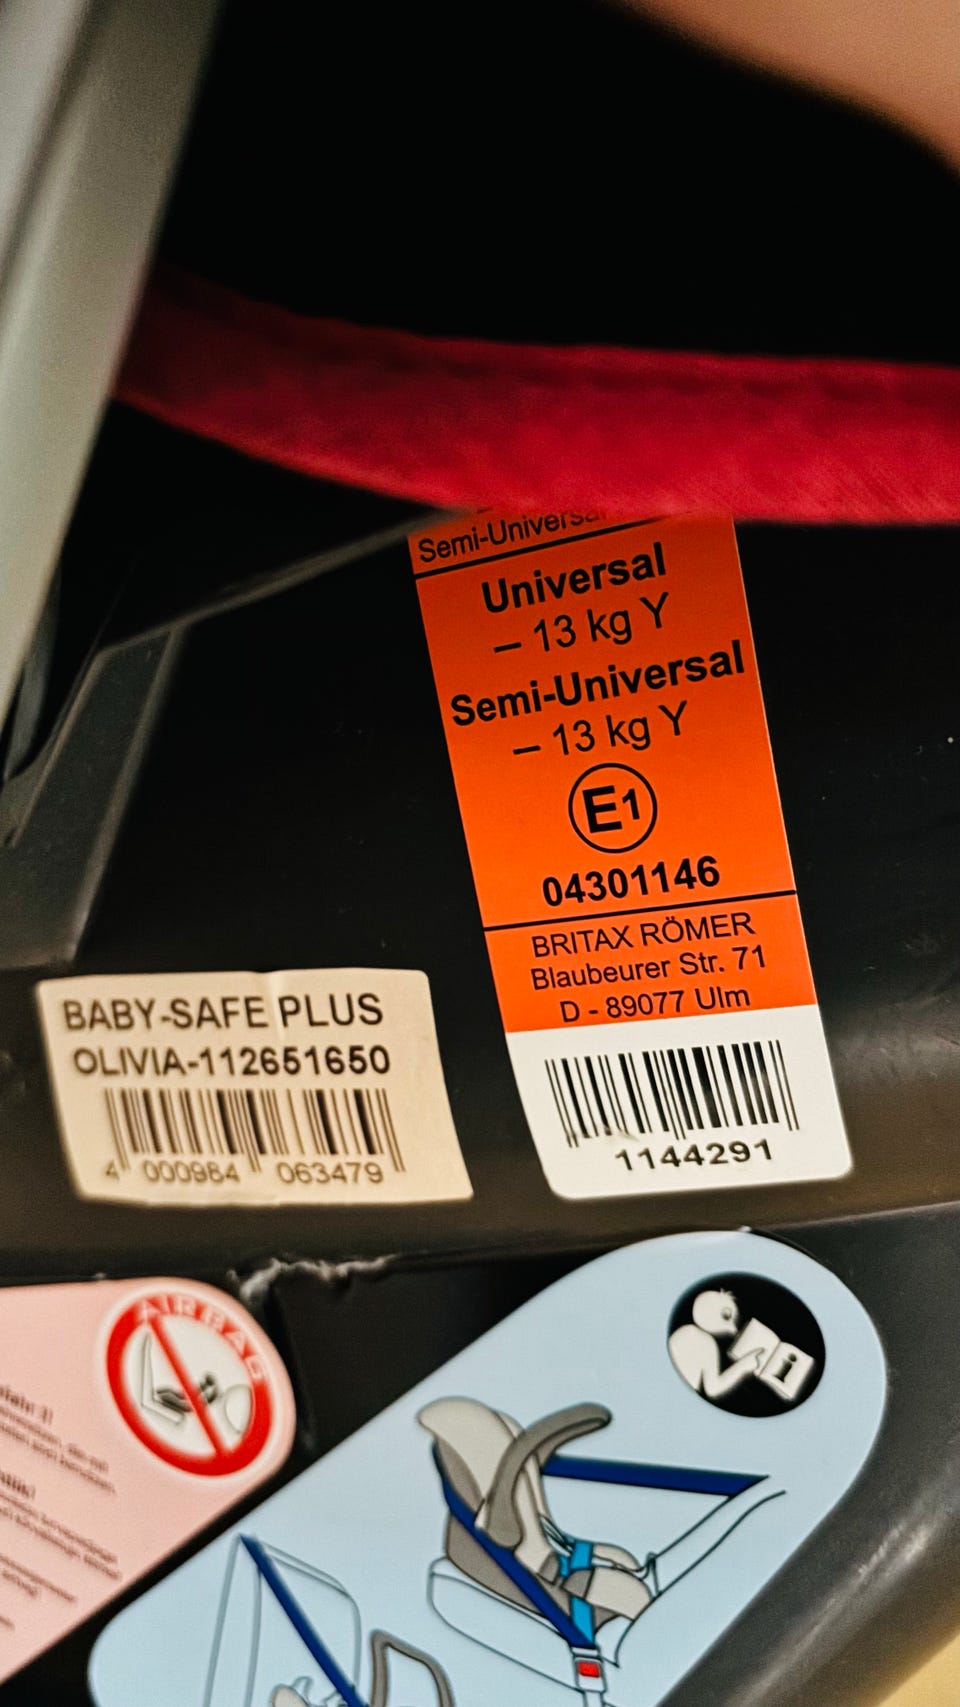 Semi-Universal
Universal
– 13 kg Y
Semi-Universal
– 13 kg Y
E1
04301146
BRITAX RÖMER
Blaubeurer Str. 71
D - 89077 Ulm
1144291
BABY-SAFE PLUS
OLIVIA-112651650
4 000984 063479
AIRBAG
i